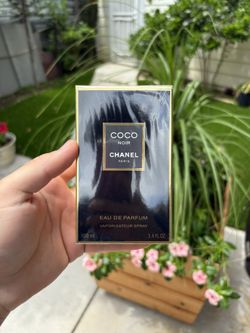 COCO
NOIR
CHANEL
PARIS
EAU DE PARFUM
VAPORISATEUR SPRAY
100 ml
3.4 FL. OZ.